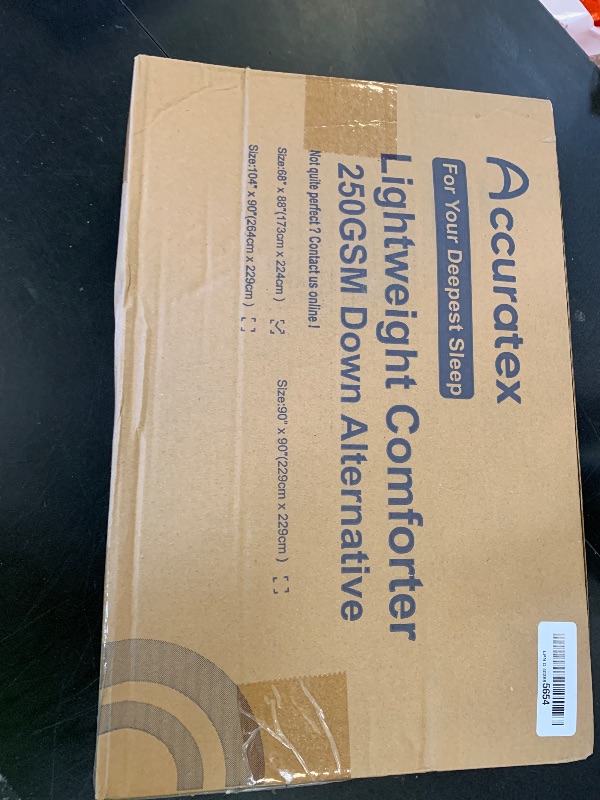 Accuratex
For Your Deepest Sleep
Lightweight Comforter
250GSM Down Alternative
Not quite perfect ? Contact us online !
Size:68" x 88"(173cm x 224cm ) Size:90" x 90"(229cm x 229cm )
Size:104" x 90"(264cm x 229cm )
5654